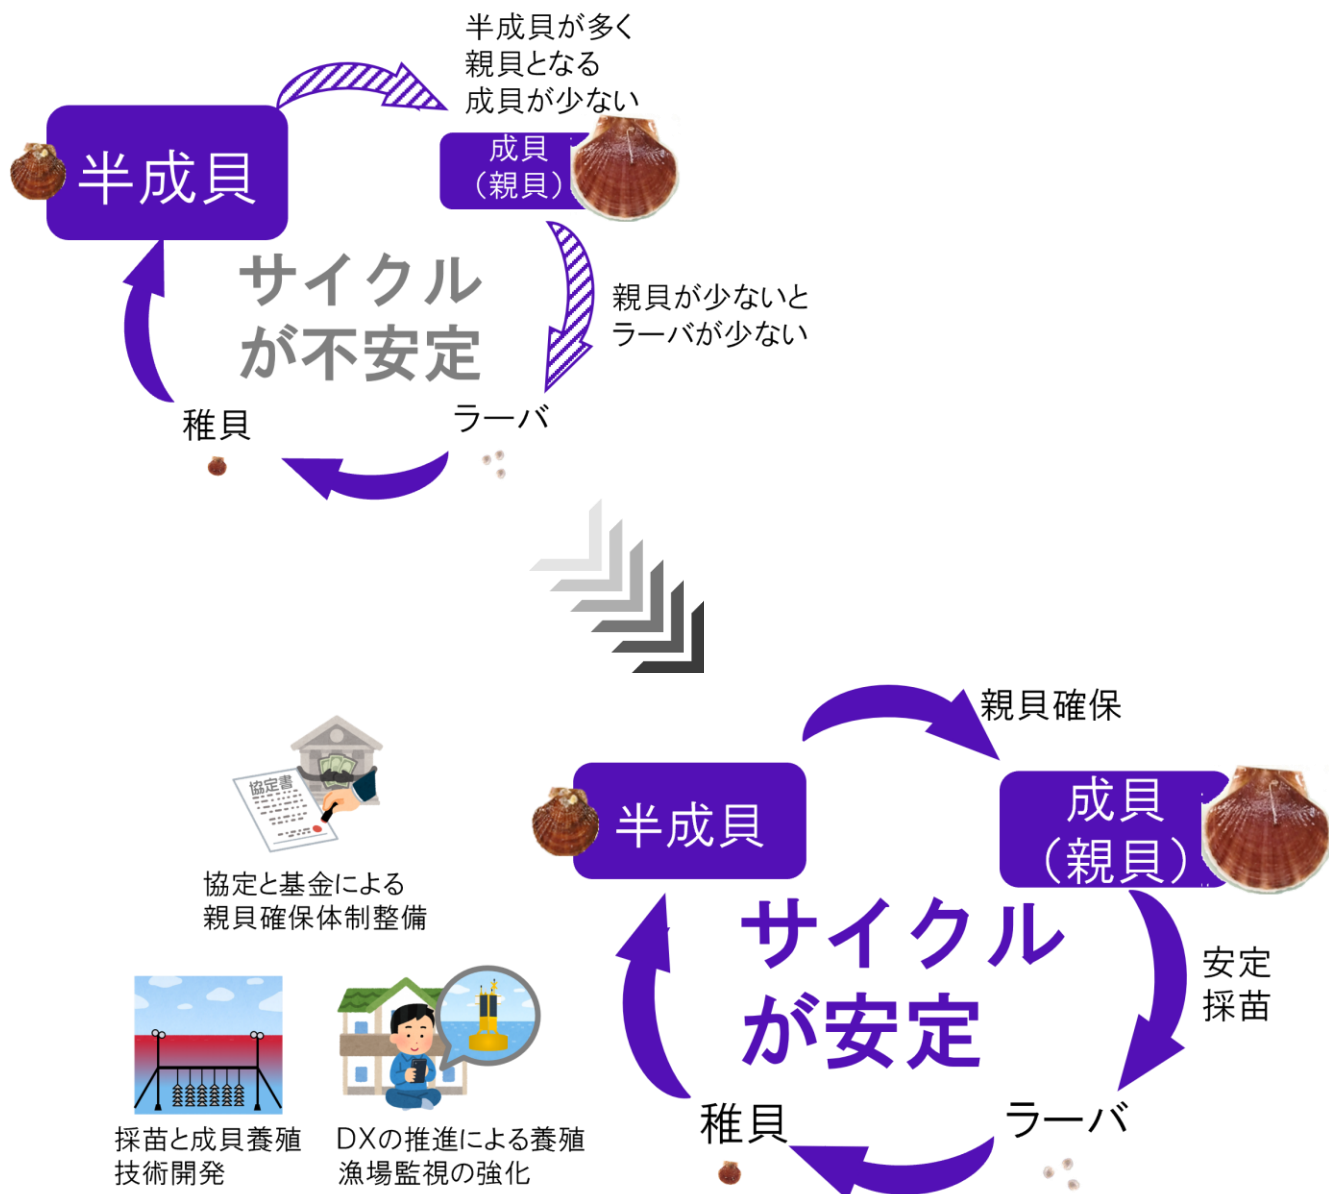 半成貝が多く
親貝となる
成貝が少ない
半成貝
成貝
（親貝）
サイクル
が不安定
親貝が少ないと
ラーバが少ない
稚貝
ラーバ
親貝確保
協定書
半成貝
成貝
（親貝）
協定と基金による
親貝確保体制整備
サイクル
が安定
安定
採苗
稚貝
ラーバ
採苗と成貝養殖
技術開発
DXの推進による養殖
漁場監視の強化